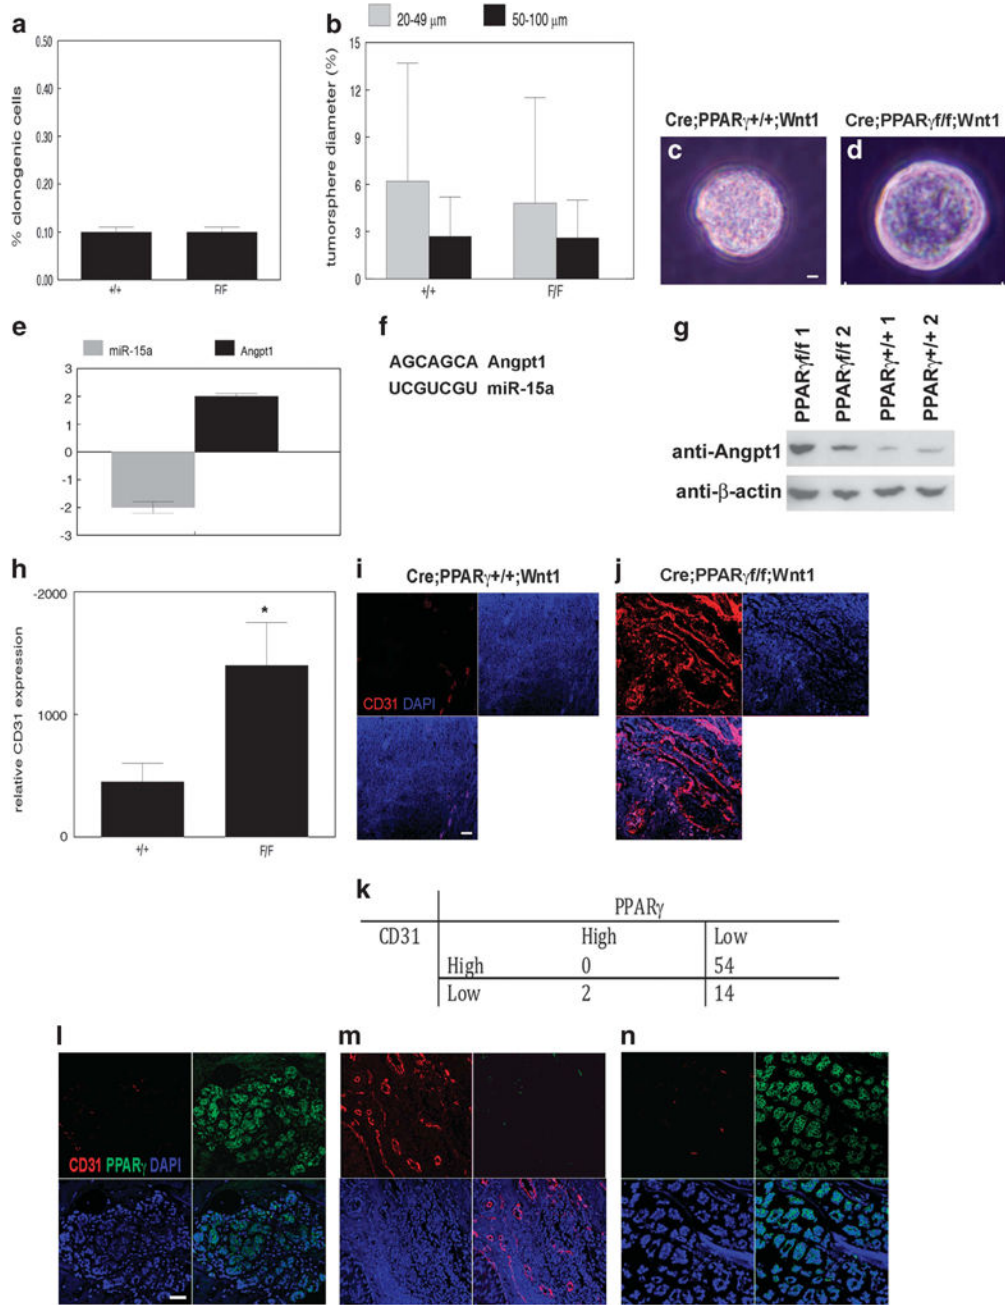 a
% clonogenic cells
0.50
0.40
0.30
0.20
0.10
0.00
+/+
F/F
b
20-49 μm
50-100 μm
tumorsphere diameter (%)
15
12
9
6
3
0
+/+
F/F
Cre;PPARγ+/+;Wnt1
c
Cre;PPARγf/f;Wnt1
d
e
miR-15a
Angpt1
3
2
1
0
-1
-2
-3
f
AGCAGCA Angpt1
UCGUCGU miR-15a
g
PPARγf/f 1
PPARγf/f 2
PPARγ+/+ 1
PPARγ+/+ 2
anti-Angpt1
anti-β-actin
h
relative CD31 expression
-2000
1000
0
*
+/+
F/F
i
Cre;PPARγ+/+;Wnt1
CD31 DAPI
j
Cre;PPARγf/f;Wnt1
k
PPARγ
CD31 High Low
High 0 54
Low 2 14
l
CD31 PPARγ DAPI
m
n